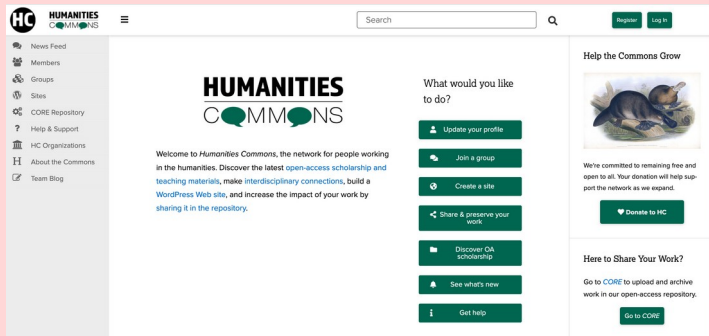 HC HUMANITIES
COMMONS
Search
Register
Log In
News Feed
Members
Groups
Sites
CORE Repository
Help & Support
HC Organizations
About the Commons
Team Blog
HUMANITIES
COMMONS
Welcome to Humanities Commons, the network for people working
in the humanities. Discover the latest open-access scholarship and
teaching materials, make interdisciplinary connections, build a
WordPress Web site, and increase the impact of your work by
sharing it in the repository.
What would you like
to do?
Update your profile
Join a group
Create a site
Share & preserve your
work
Discover OA
scholarship
See what's new
Get help
Help the Commons Grow
We're committed to remaining free and
open to all. Your donation will help sup-
port the network as we expand.
Donate to HC
Here to Share Your Work?
Go to CORE to upload and archive
work in our open-access repository.
Go to CORE